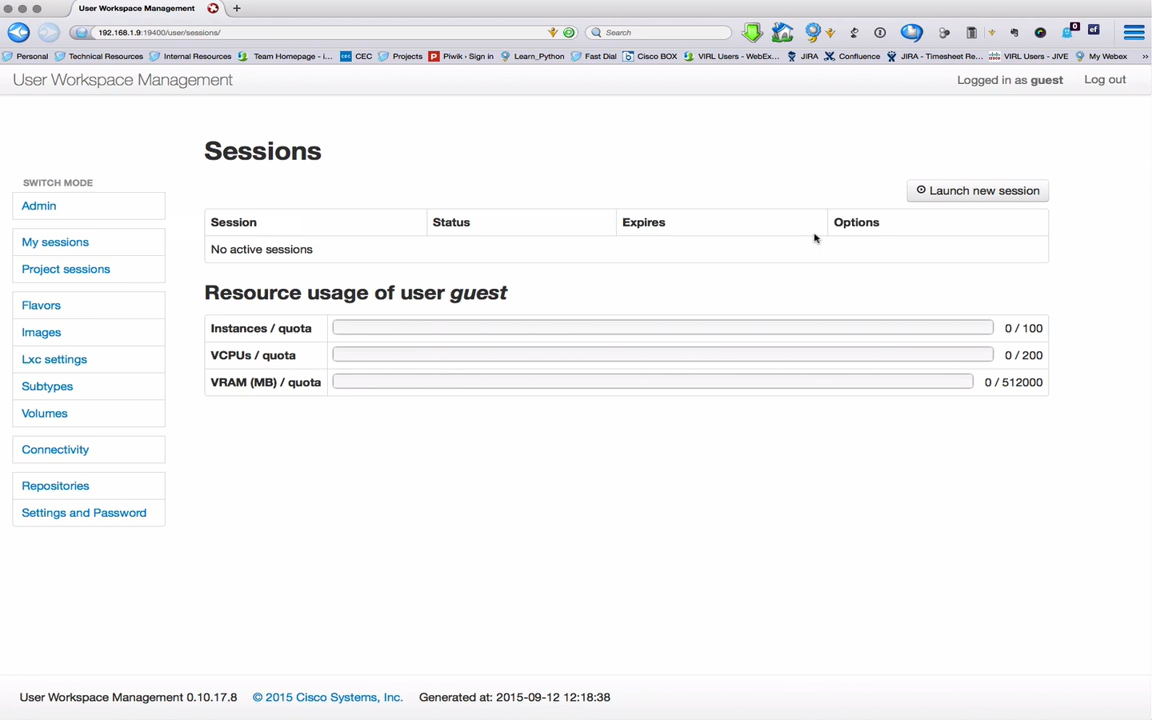 User Workspace Management
192.168.1.9:19400/user/sessions/
Search
Personal Technical Resources Internal Resources Team Homepage - i... CEC Projects Piwik › Sign in Learn_Python Fast Dial Cisco BOX VIRL Users - WebEx... JIRA Confluence JIRA - Timesheet Re... VIRL Users - JIVE My Webex
User Workspace Management
Logged in as guest Log out
Sessions
SWITCH MODE
Admin
My sessions
Project sessions
Flavors
Images
Lxc settings
Subtypes
Volumes
Connectivity
Repositories
Settings and Password
Launch new session
Session Status Expires Options
No active sessions
Resource usage of user guest
Instances / quota 0 / 100
VCPUs / quota 0 / 200
VRAM (MB) / quota 0 / 512000
User Workspace Management 0.10.17.8 © 2015 Cisco Systems, Inc. Generated at: 2015-09-12 12:18:38